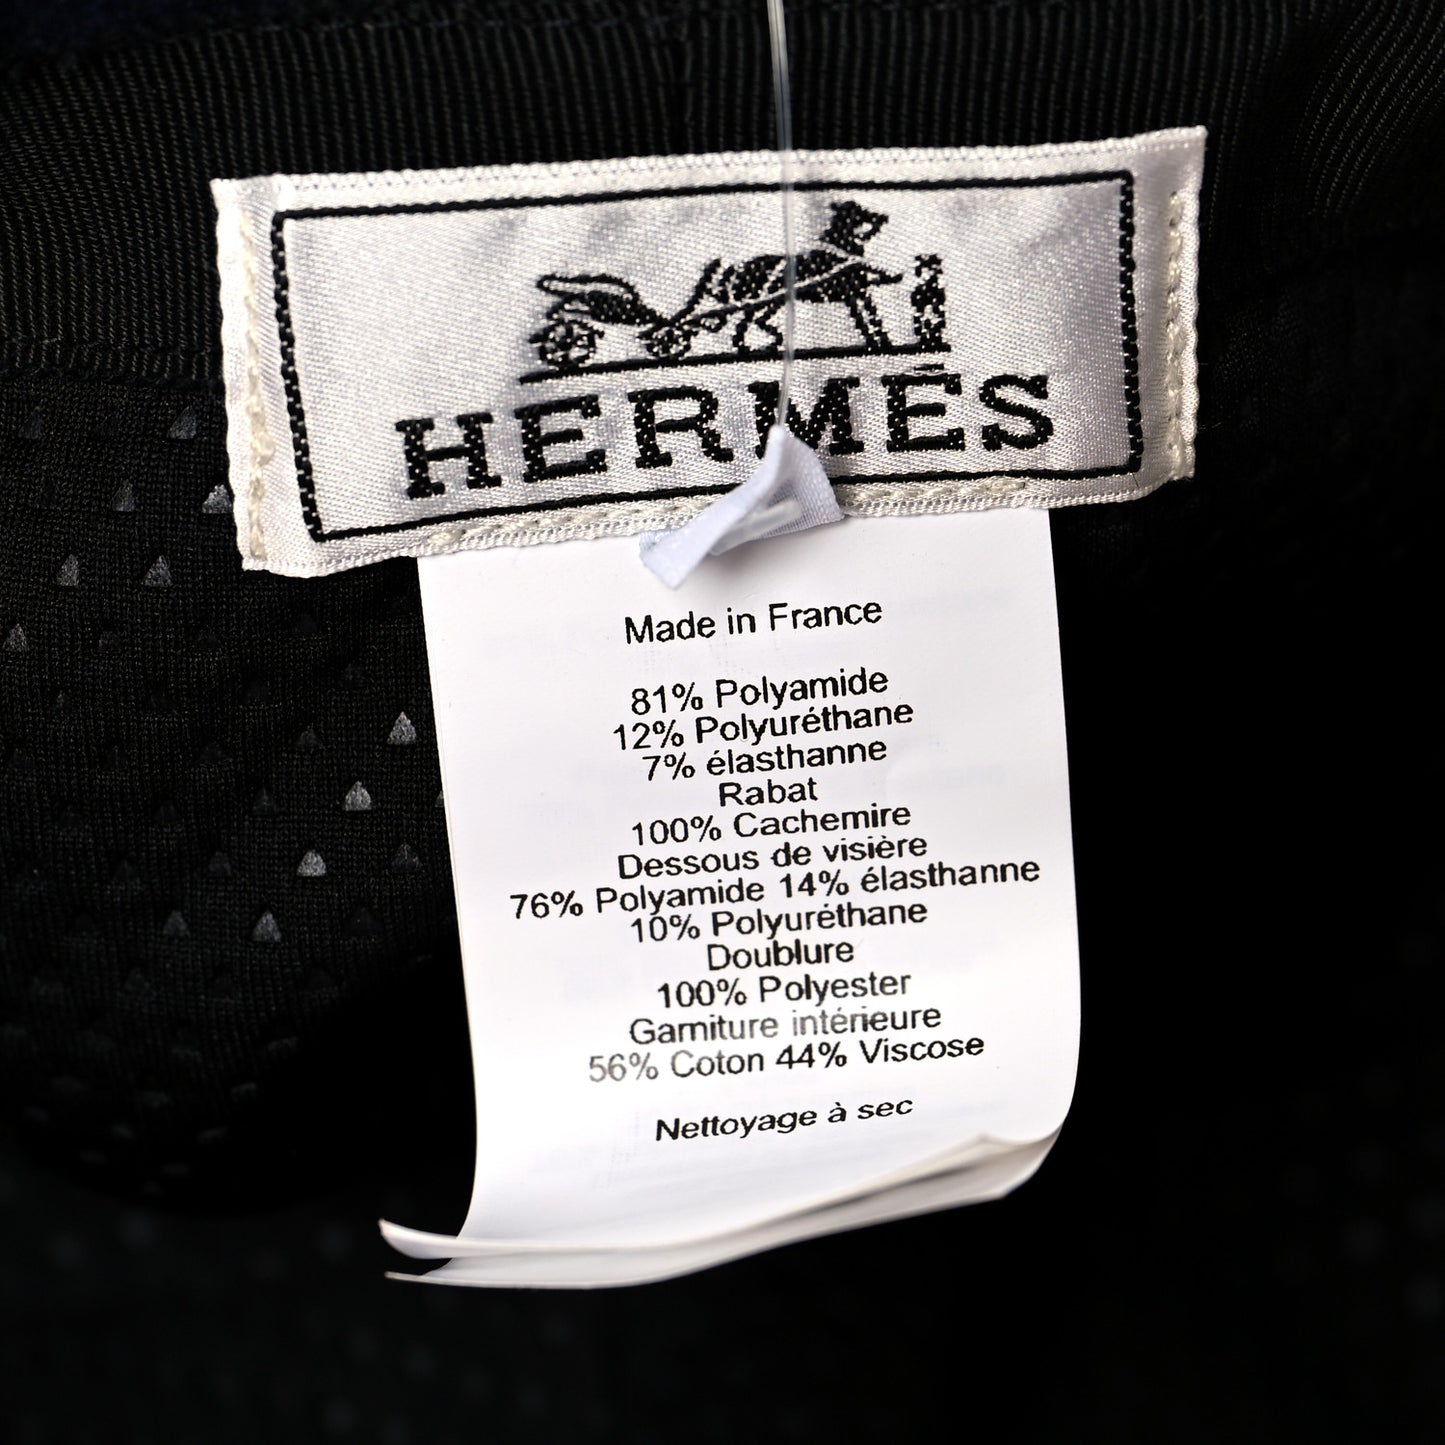 HERMÈS
Made in France
81% Polyamide
12% Polyuréthane
7% élasthanne
Rabat
100% Cachemire
Dessous de visière
76% Polyamide 14% élasthanne
10% Polyuréthane
Doublure
100% Polyester
Garniture intérieure
56% Coton 44% Viscose
Nettoyage à sec